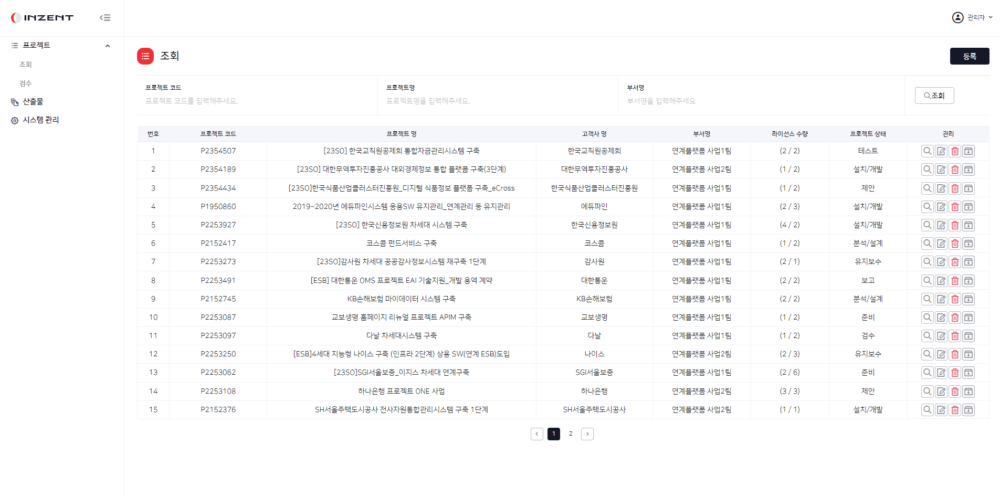 INZENT
관리자
프로젝트
조회
검수
산출물
시스템 관리
조회
등록
프로젝트 코드
프로젝트 코드를 입력해주세요.
프로젝트명
프로젝트명을 입력해주세요.
부서명
부서명을 입력해주세요
조회
번호 프로젝트 코드 프로젝트 명 고객사 명 부서명 라이선스 수량 프로젝트 상태 관리
1 P2354507 [23SO] 한국교직원공제회 통합자금관리시스템 구축 한국교직원공제회 연계플랫폼 사업1팀 (2 / 2) 테스트
2 P2354189 [23SO] 대한무역투자진흥공사 대외경제정보 통합 플랫폼 구축(3단계) 대한무역투자진흥공사 연계플랫폼 사업2팀 (1 / 2) 설치/개발
3 P2354434 [23SO]한국식품산업클러스터진흥원_디지털 식품정보 플랫폼 구축_eCross 한국식품산업클러스터진흥원 연계플랫폼 사업1팀 (1 / 2) 제안
4 P1950860 2019~2020년 에듀파인시스템 응용SW 유지관리_연계관리 등 유지관리 에듀파인 연계플랫폼 사업1팀 (2 / 3) 설치/개발
5 P2253927 [23SO] 한국신용정보원 차세대 시스템 구축 한국신용정보원 연계플랫폼 사업1팀 (4 / 2) 설치/개발
6 P2152417 코스콤 펀드서비스 구축 코스콤 연계플랫폼 사업1팀 (1 / 2) 분석/설계
7 P2253273 [23SO]감사원 차세대 공공감사정보시스템 재구축 1단계 감사원 연계플랫폼 사업1팀 (2 / 1) 유지보수
8 P2253491 [ESB] 대한통운 OMS 프로젝트 EAI 기술지원_개발 용역 계약 대한통운 연계플랫폼 사업1팀 (2 / 2) 보고
9 P2152745 KB손해보험 마이데이터 시스템 구축 KB손해보험 연계플랫폼 사업1팀 (2 / 2) 분석/설계
10 P2253087 교보생명 홈페이지 리뉴얼 프로젝트 APIM 구축 교보생명 연계플랫폼 사업1팀 (1 / 2) 준비
11 P2253097 다날 차세대시스템 구축 다날 연계플랫폼 사업1팀 (1 / 2) 검수
12 P2253250 [ESB]4세대 지능형 나이스 구축 (인프라 2단계) 상용 SW(연계 ESB)도입 나이스 연계플랫폼 사업2팀 (2 / 3) 유지보수
13 P2253062 [23SO]SGI서울보증_이지스 차세대 연계구축 SGI서울보증 연계플랫폼 사업1팀 (2 / 6) 준비
14 P2253108 하나은행 프로젝트 ONE 사업 하나은행 연계플랫폼 사업2팀 (3 / 3) 제안
15 P2152376 SH서울주택도시공사 전사자원통합관리시스템 구축 1단계 SH서울주택도시공사 연계플랫폼 사업2팀 (1 / 1) 설치/개발
1 2